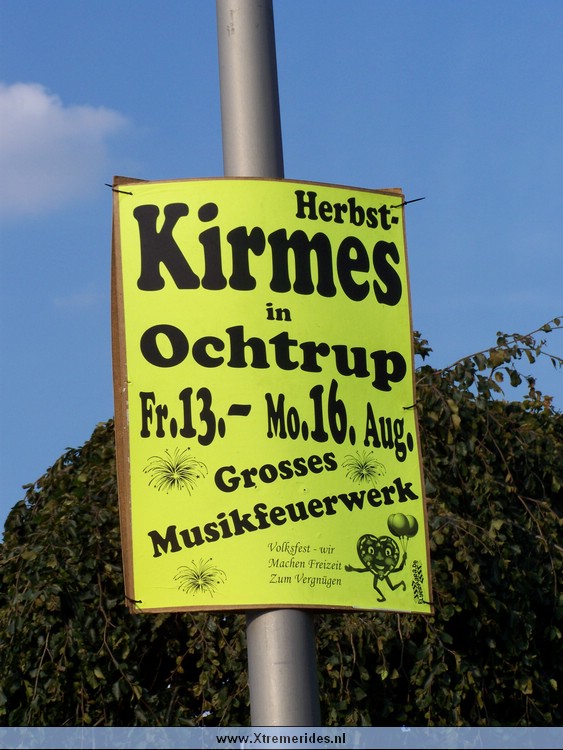 Herbst-
Kirmes
in
Ochtrup
Fr.13.- Mo.16. Aug.
Grosses
Musikfeuerwerk
Volksfest - wir
Machen Freizeit
Zum Vergnügen
www.Xtremerides.nl